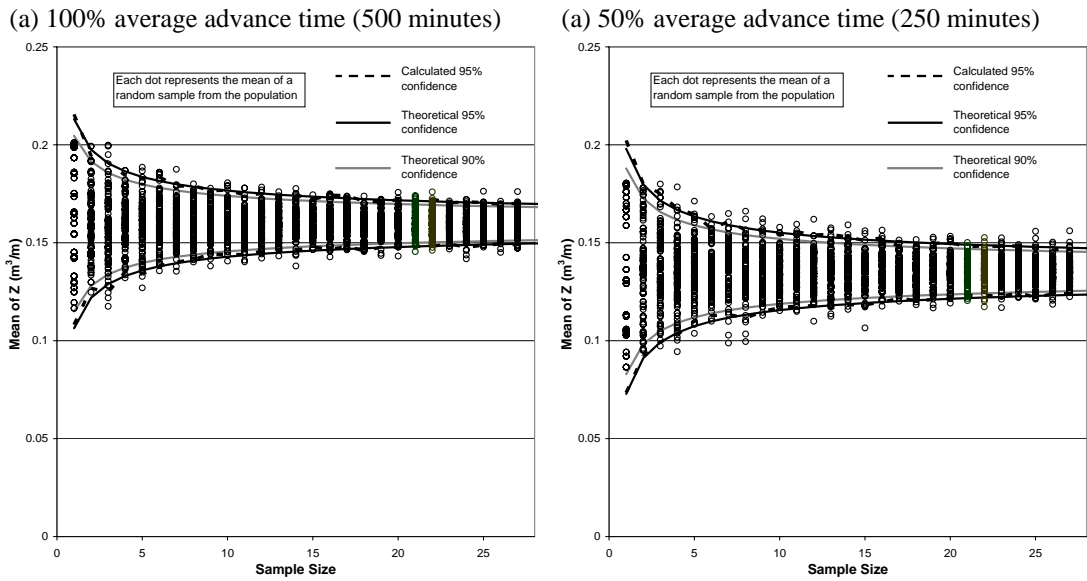 (a) 100% average advance time (500 minutes)
0.25
0.2
0.15
0.1
0.05
0
Mean of Z (m³/m)
Each dot represents the mean of a
random sample from the population
Calculated 95%
confidence
Theoretical 95%
confidence
Theoretical 90%
confidence
0 5 10 15 20 25
Sample Size
(a) 50% average advance time (250 minutes)
0.25
0.2
0.15
0.1
0.05
0
Mean of Z (m³/m)
Each dot represents the mean of a
random sample from the population
Calculated 95%
confidence
Theoretical 95%
confidence
Theoretical 90%
confidence
0 5 10 15 20 25
Sample Size